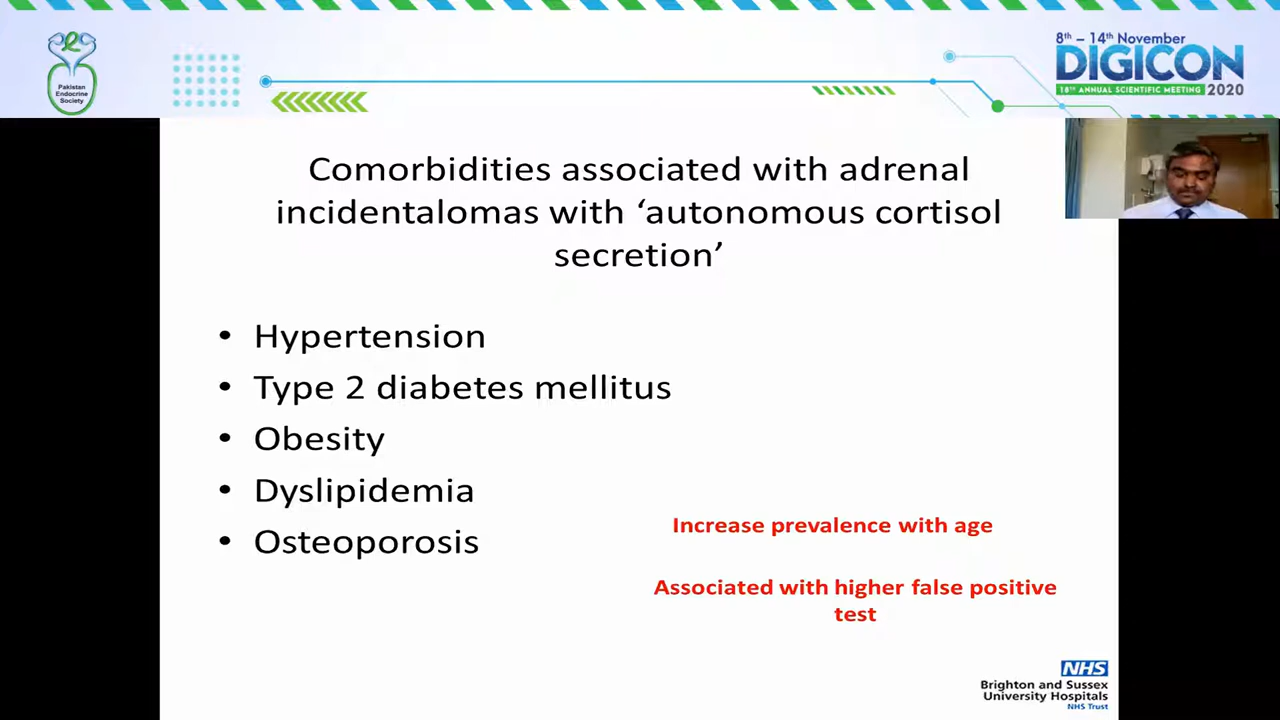 Pakistan
Endocrine
Society
8th – 14th November
DIGICON
18TH ANNUAL SCIENTIFIC MEETING 2020
Comorbidities associated with adrenal
incidentalomas with ‘autonomous cortisol
secretion’
• Hypertension
• Type 2 diabetes mellitus
• Obesity
• Dyslipidemia
• Osteoporosis
Increase prevalence with age
Associated with higher false positive
test
NHS
Brighton and Sussex
University Hospitals
NHS Trust